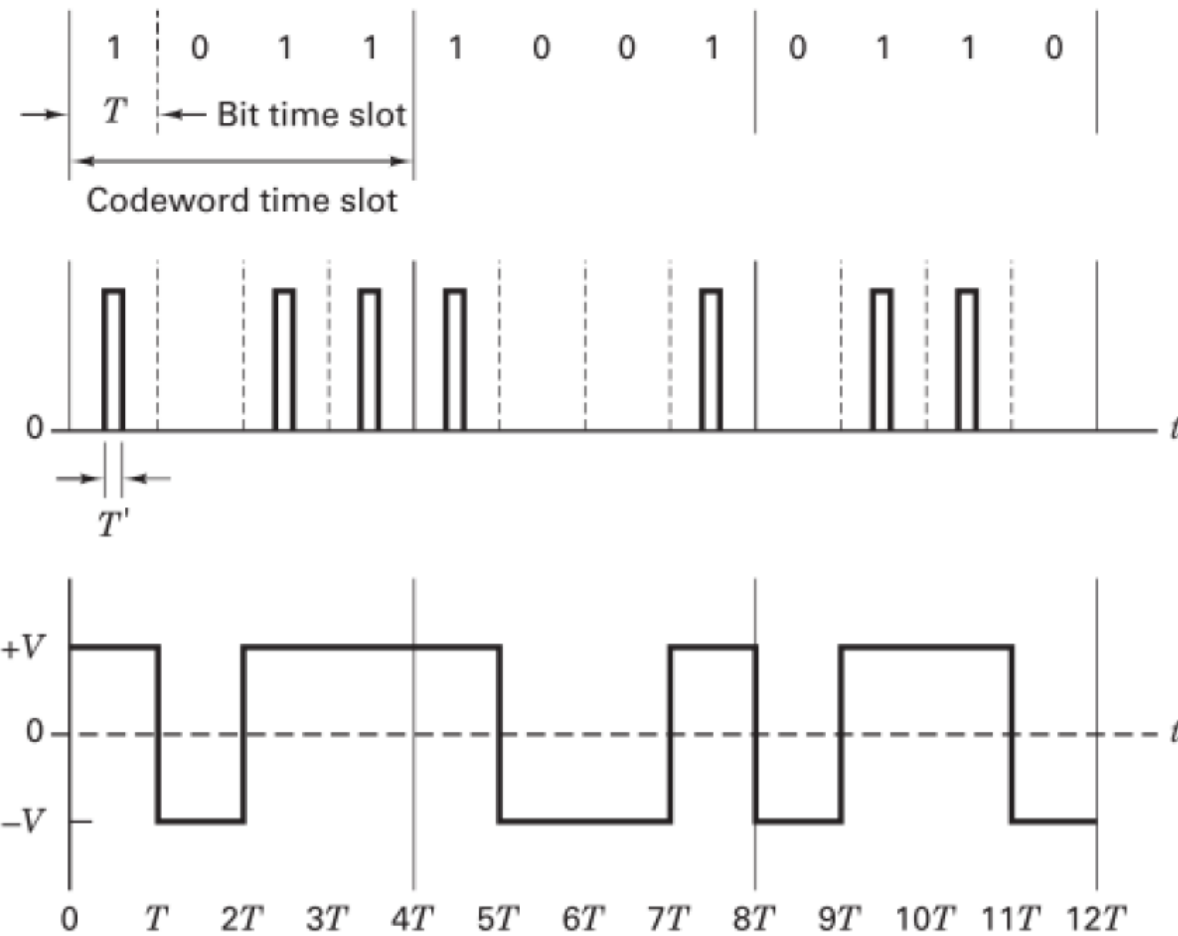 1 0 1 1 1 0 0 1 0 1 1 0
T Bit time slot
Codeword time slot
0 t
T'
+V
0 t
–V
0 T 2T 3T 4T 5T 6T 7T 8T 9T 10T 11T 12T